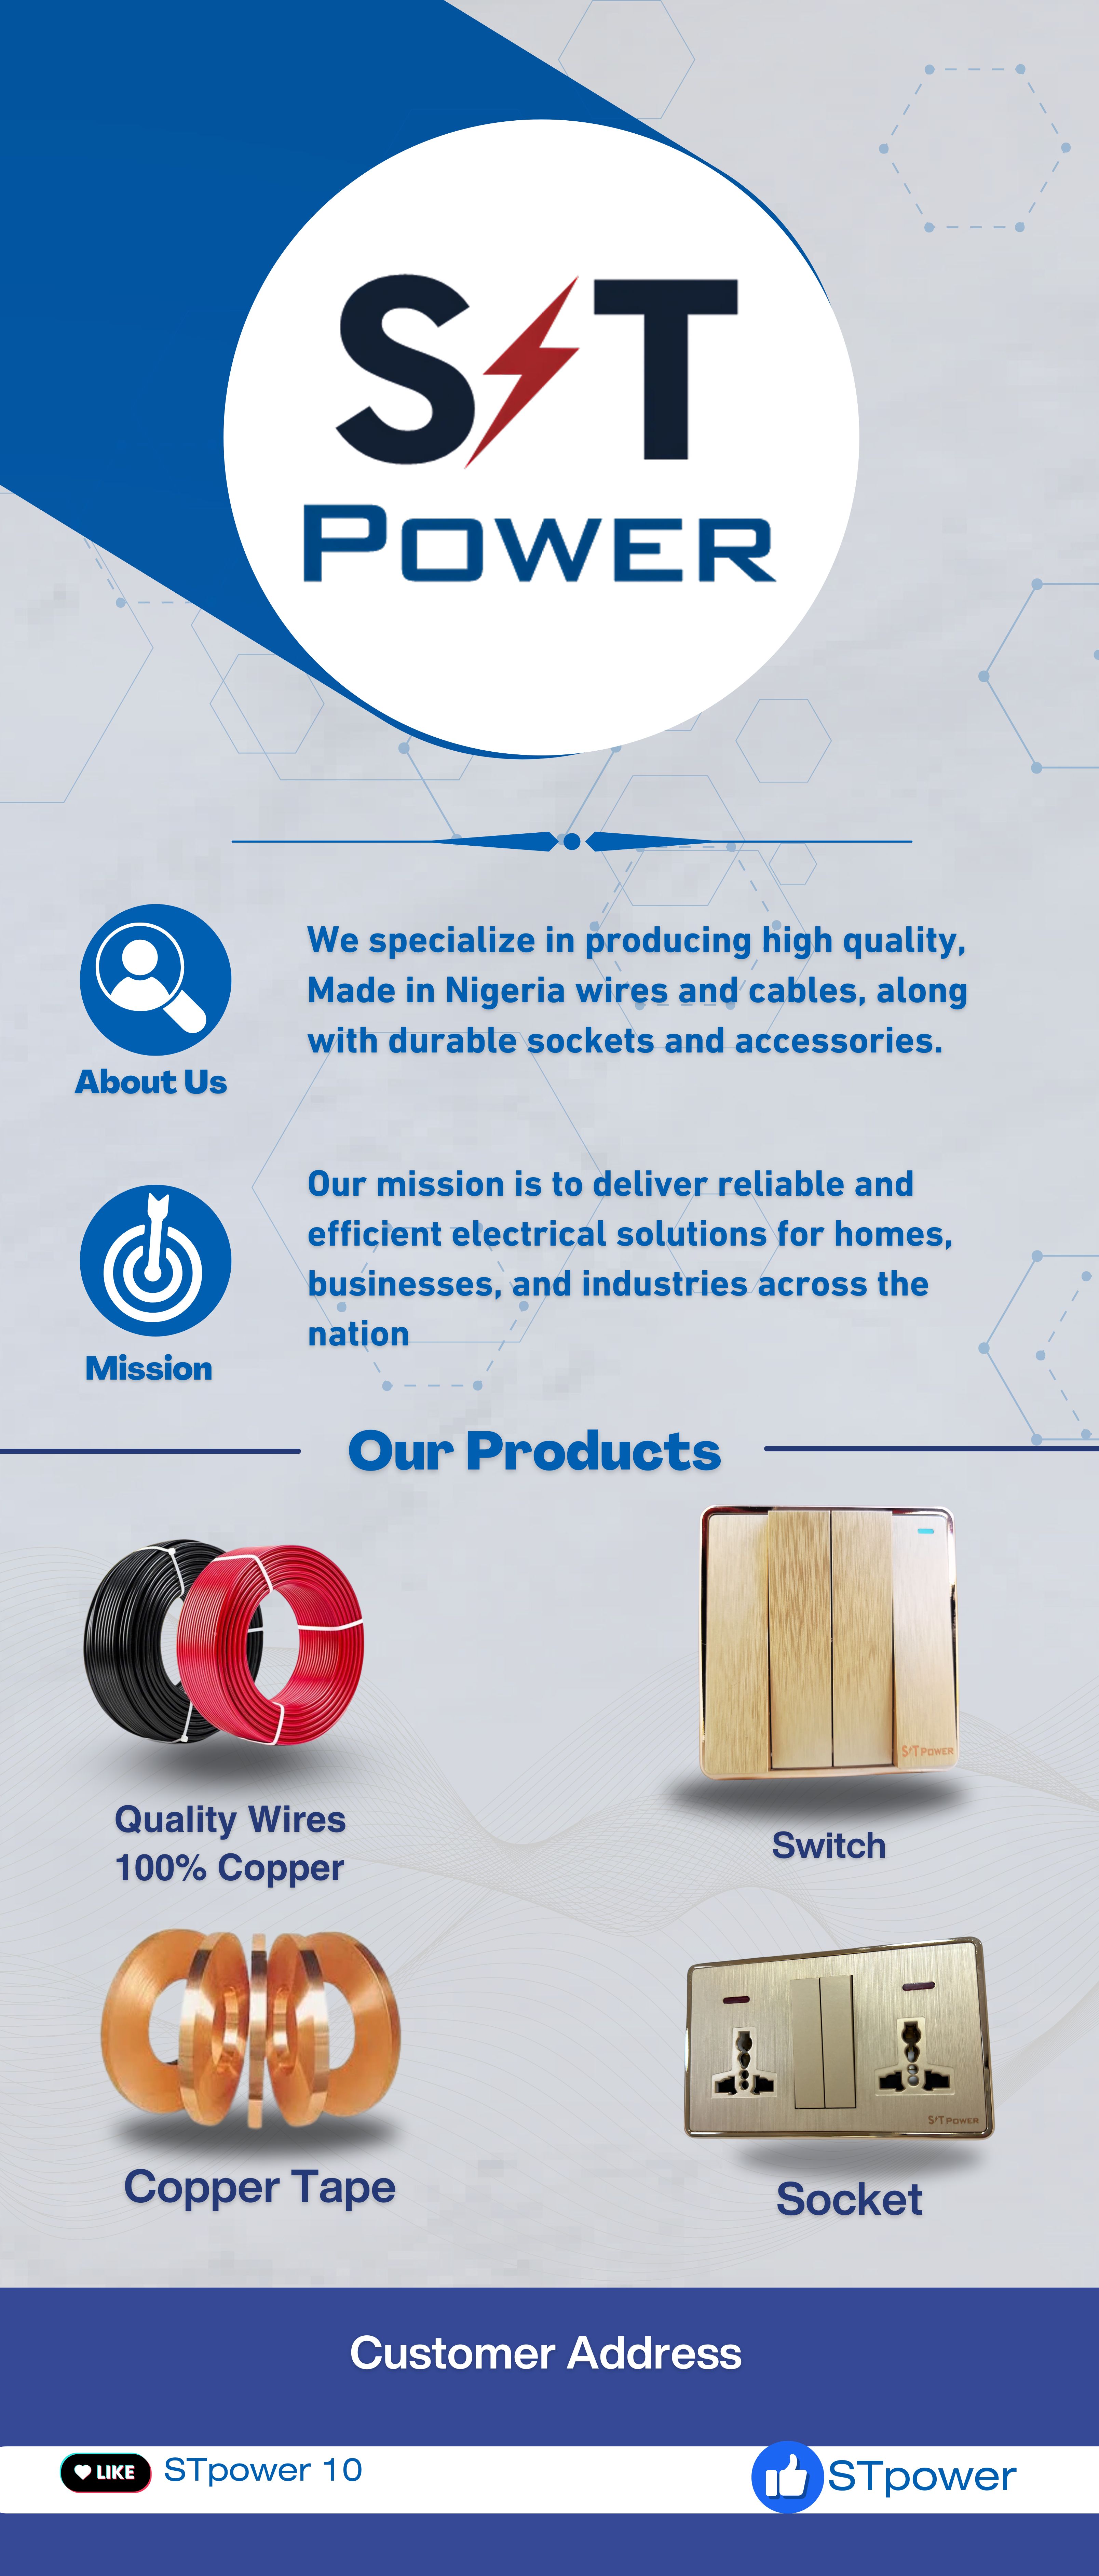 S T
POWER
We specialize in producing high quality,
Made in Nigeria wires and cables, along
with durable sockets and accessories.
About Us
Our mission is to deliver reliable and
efficient electrical solutions for homes,
businesses, and industries across the
nation
Mission
Our Products
S T POWER
Quality Wires
100% Copper
Switch
S T POWER
Copper Tape
Socket
Customer Address
LIKE STpower 10
STpower